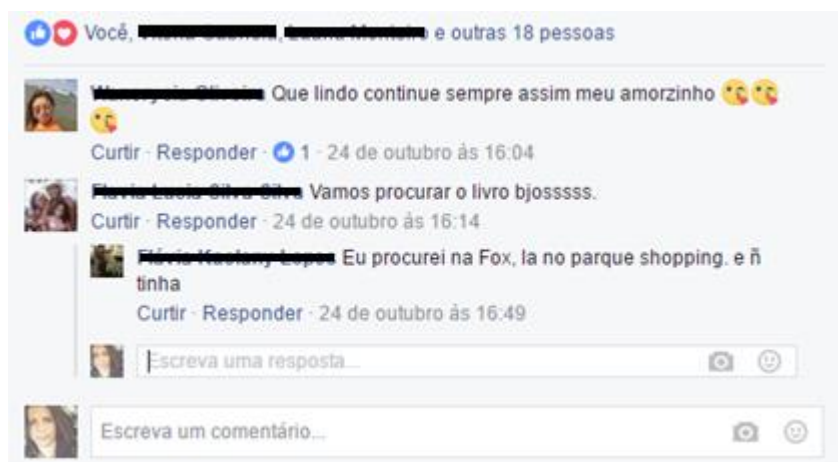 Você, e outras 18 pessoas
Que lindo continue sempre assim meu amorzinho
Curtir · Responder · 1 · 24 de outubro às 16:04
Vamos procurar o livro bjosssss.
Curtir · Responder · 24 de outubro às 16:14
Eu procurei na Fox, la no parque shopping. e ñ
tinha
Curtir · Responder · 24 de outubro às 16:49
Escreva uma resposta...
Escreva um comentário...